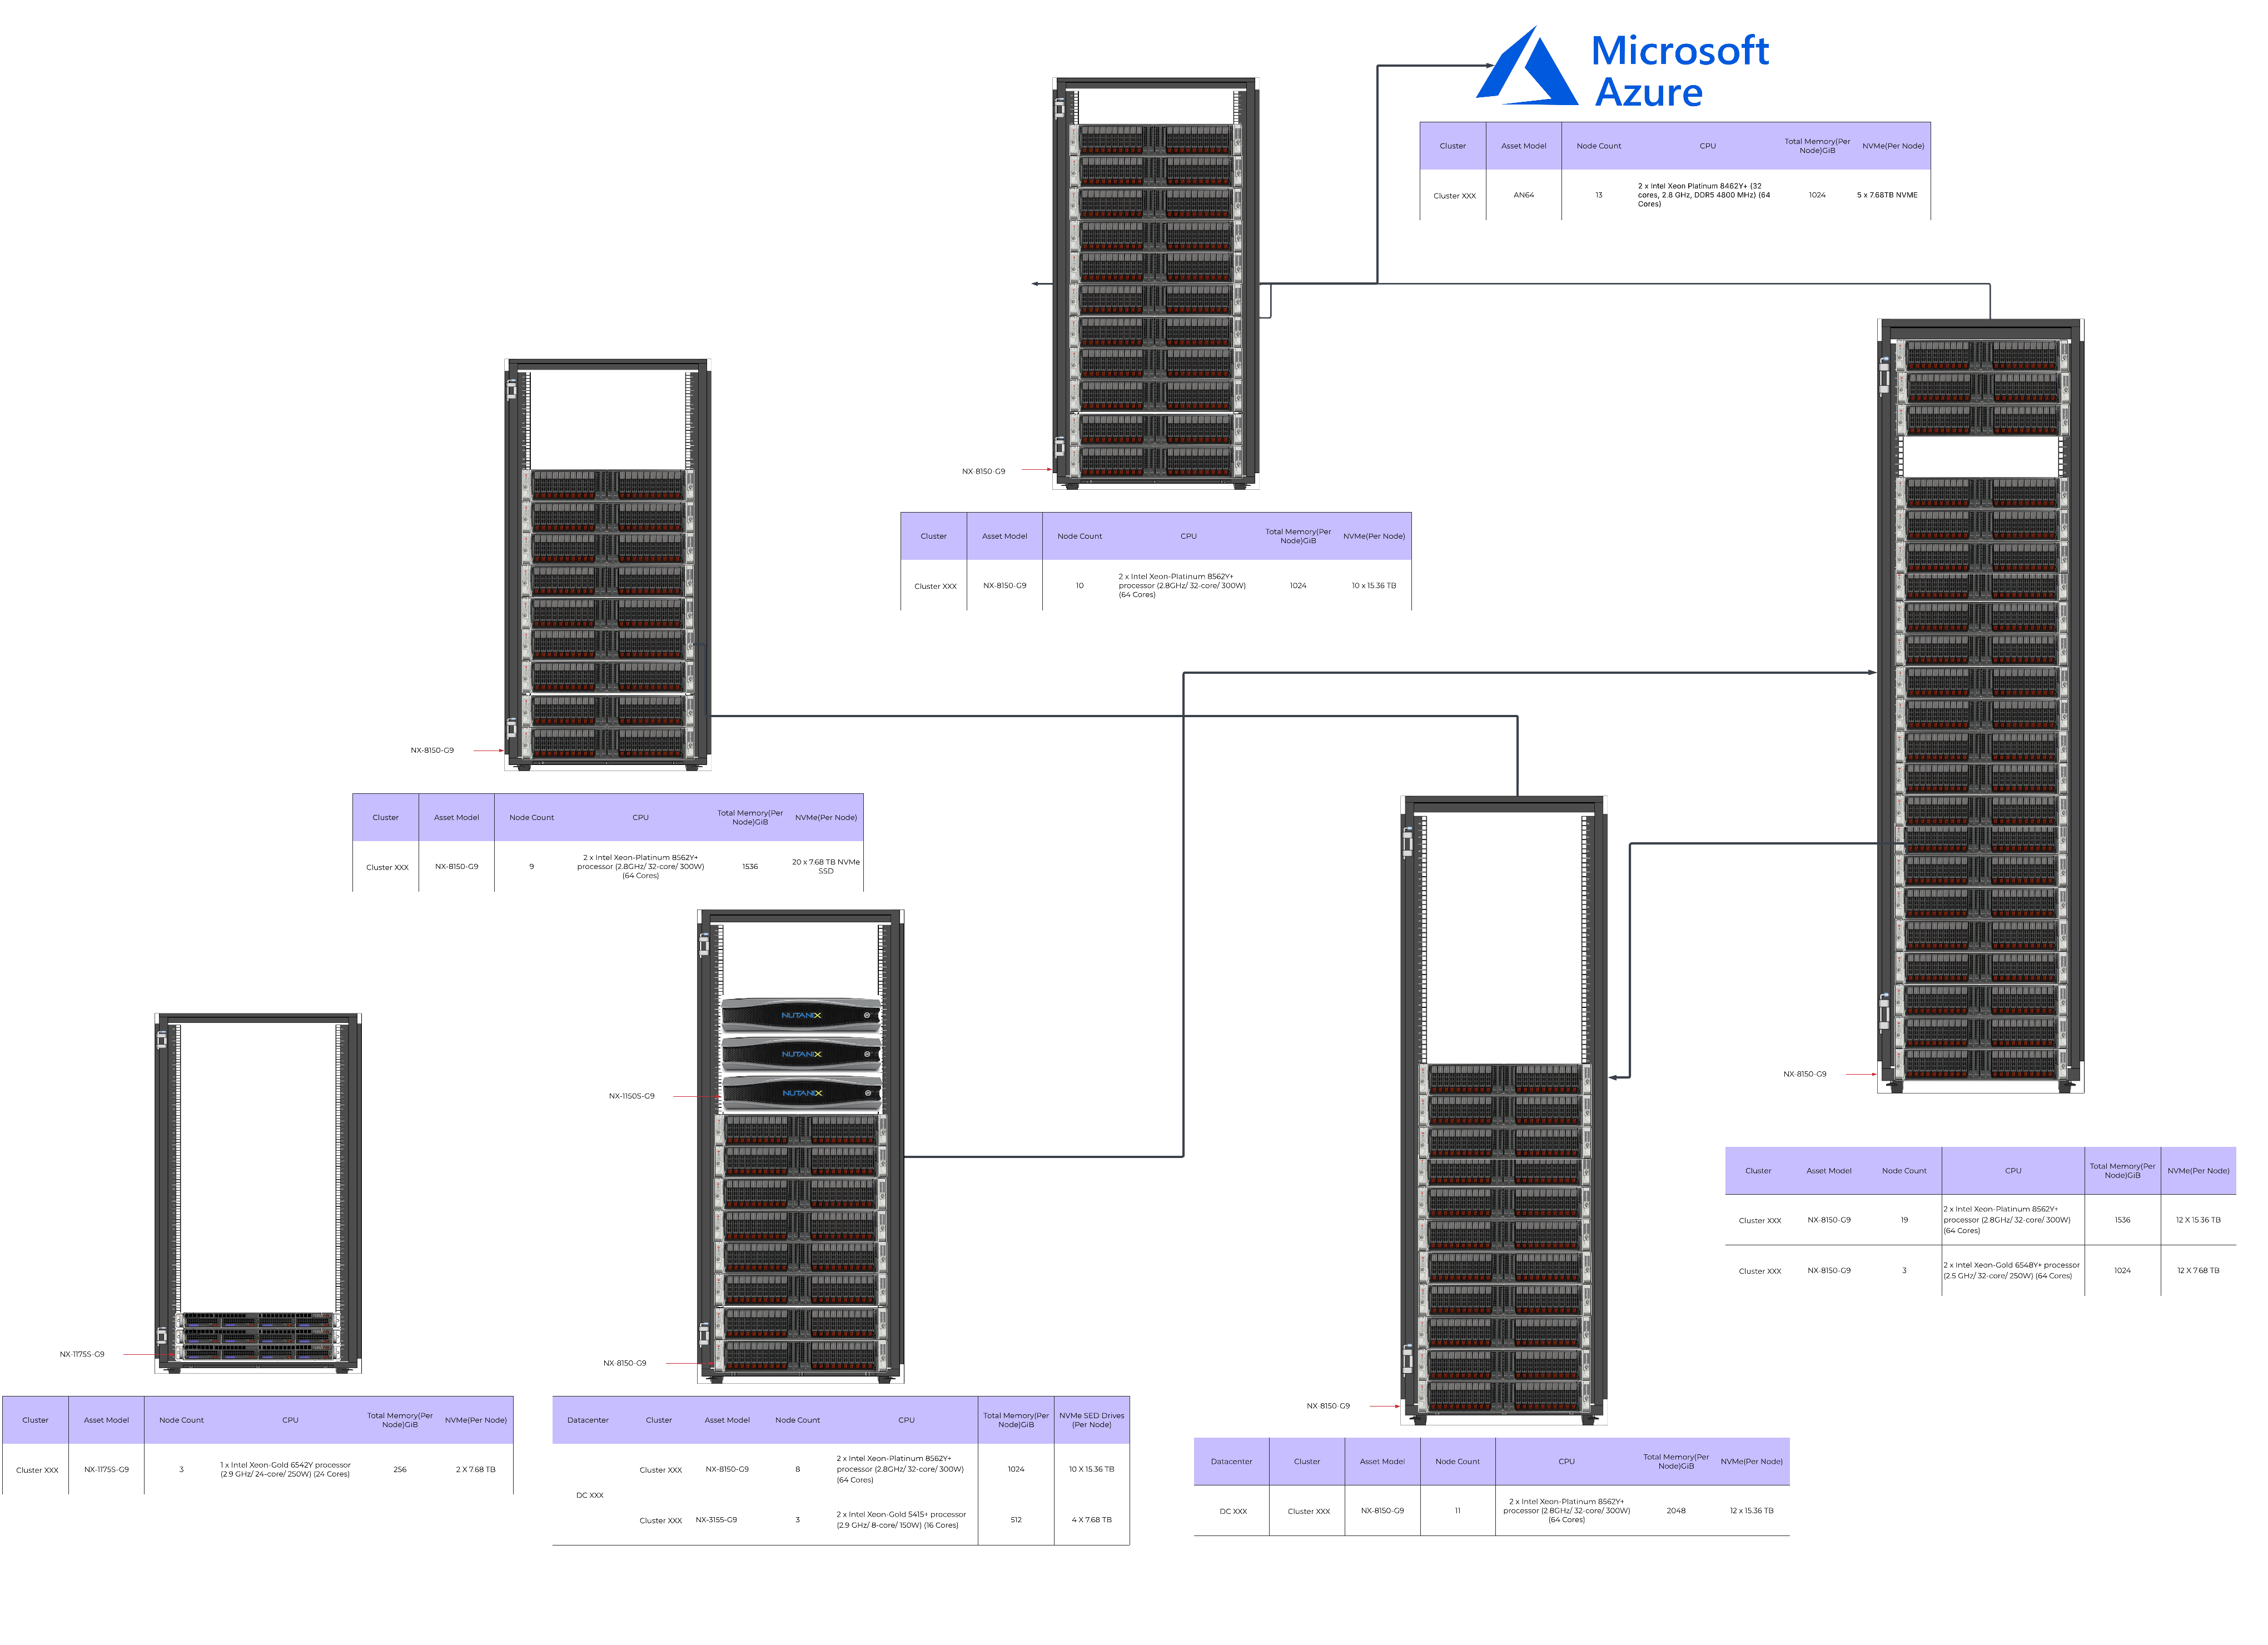 Microsoft
Azure
Cluster
Asset Model
Node Count
CPU
Total Memory(Per
Node)GiB
NVMe(Per Node)
Cluster XXX
AN64
13
2 x Intel Xeon Platinum 8462Y+ (32
cores, 2.8 GHz, DDR5 4800 MHz) (64
Cores)
1024
5 x 7.68TB NVME
NX-8150-G9
Cluster
Asset Model
Node Count
CPU
Total Memory(Per
Node)GiB
NVMe(Per Node)
Cluster XXX
NX-8150-G9
10
2 x Intel Xeon-Platinum 8562Y+
processor (2.8GHz/ 32-core/ 300W)
(64 Cores)
1024
10 x 15.36 TB
NX-8150-G9
Cluster
Asset Model
Node Count
CPU
Total Memory(Per
Node)GiB
NVMe(Per Node)
Cluster XXX
NX-8150-G9
9
2 x Intel Xeon-Platinum 8562Y+
processor (2.8GHz/ 32-core/ 300W)
(64 Cores)
1536
20 x 7.68 TB NVMe
SSD
NUTANIX
NUTANIX
NUTANIX
NX-1150S-G9
NX-8150-G9
NX-8150-G9
Cluster
Asset Model
Node Count
CPU
Total Memory(Per
Node)GiB
NVMe(Per Node)
Cluster XXX
NX-8150-G9
19
2 x Intel Xeon-Platinum 8562Y+
processor (2.8GHz/ 32-core/ 300W)
(64 Cores)
1536
12 X 15.36 TB
Cluster XXX
NX-8150-G9
3
2 x Intel Xeon-Gold 6548Y+ processor
(2.5 GHz/ 32-core/ 250W) (64 Cores)
1024
12 X 7.68 TB
NX-1175S-G9
Cluster
Asset Model
Node Count
CPU
Total Memory(Per
Node)GiB
NVMe(Per Node)
Cluster XXX
NX-1175S-G9
3
1 x Intel Xeon-Gold 6542Y processor
(2.9 GHz/ 24-core/ 250W) (24 Cores)
256
2 X 7.68 TB
Datacenter
Cluster
Asset Model
Node Count
CPU
Total Memory(Per
Node)GiB
NVMe SED Drives
(Per Node)
DC XXX
Cluster XXX
NX-8150-G9
8
2 x Intel Xeon-Platinum 8562Y+
processor (2.8GHz/ 32-core/ 300W)
(64 Cores)
1024
10 X 15.36 TB
Cluster XXX
NX-3155-G9
3
2 x Intel Xeon-Gold 5415+ processor
(2.9 GHz/ 8-core/ 150W) (16 Cores)
512
4 X 7.68 TB
NX-8150-G9
Datacenter
Cluster
Asset Model
Node Count
CPU
Total Memory(Per
Node)GiB
NVMe(Per Node)
DC XXX
Cluster XXX
NX-8150-G9
11
2 x Intel Xeon-Platinum 8562Y+
processor (2.8GHz/ 32-core/ 300W)
(64 Cores)
2048
12 x 15.36 TB